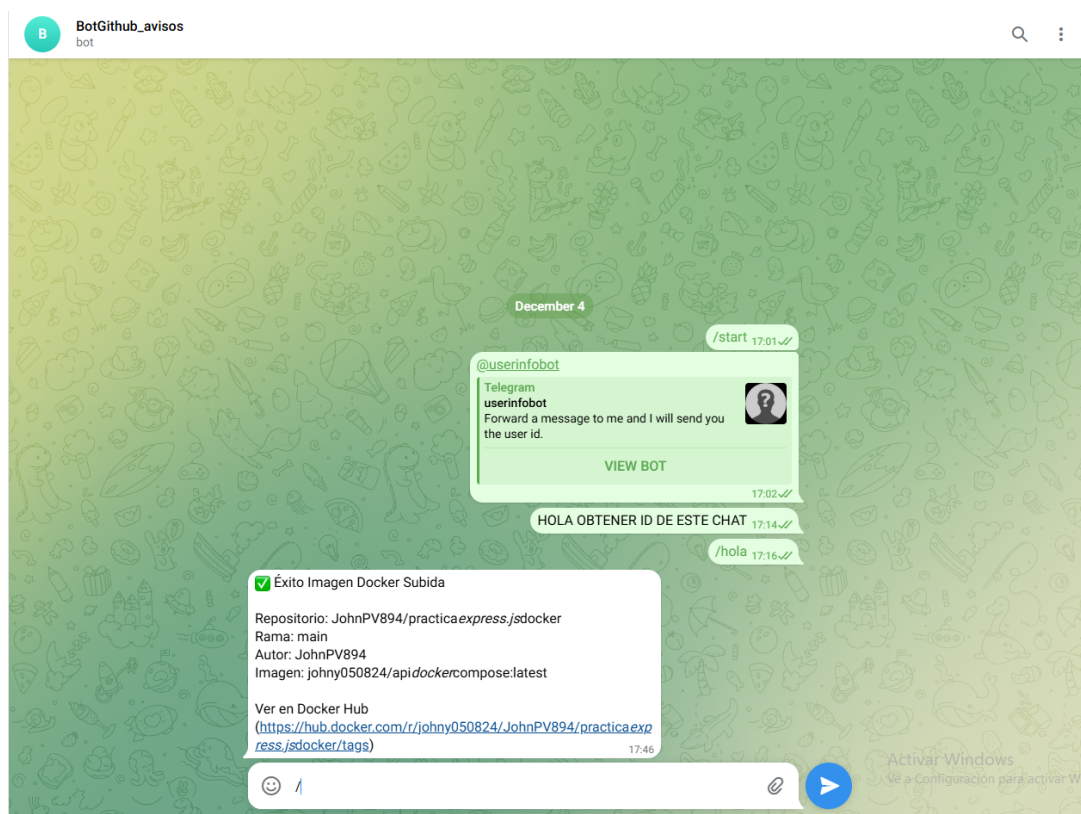 B
BotGithub_avisos
bot
December 4
/start 17:01
@userinfobot
Telegram
userinfobot
Forward a message to me and I will send you
the user id.
VIEW BOT
17:02
HOLA OBTENER ID DE ESTE CHAT 17:14
/hola 17:16
✅ Éxito Imagen Docker Subida
Repositorio: JohnPV894/practicaexpress.jsdocker
Rama: main
Autor: JohnPV894
Imagen: johny050824/apidockercompose:latest
Ver en Docker Hub
(https://hub.docker.com/r/johny050824/JohnPV894/practicaexp
ress.jsdocker/tags)
17:46
/
Activar Windows
Ve a Configuración para activar W